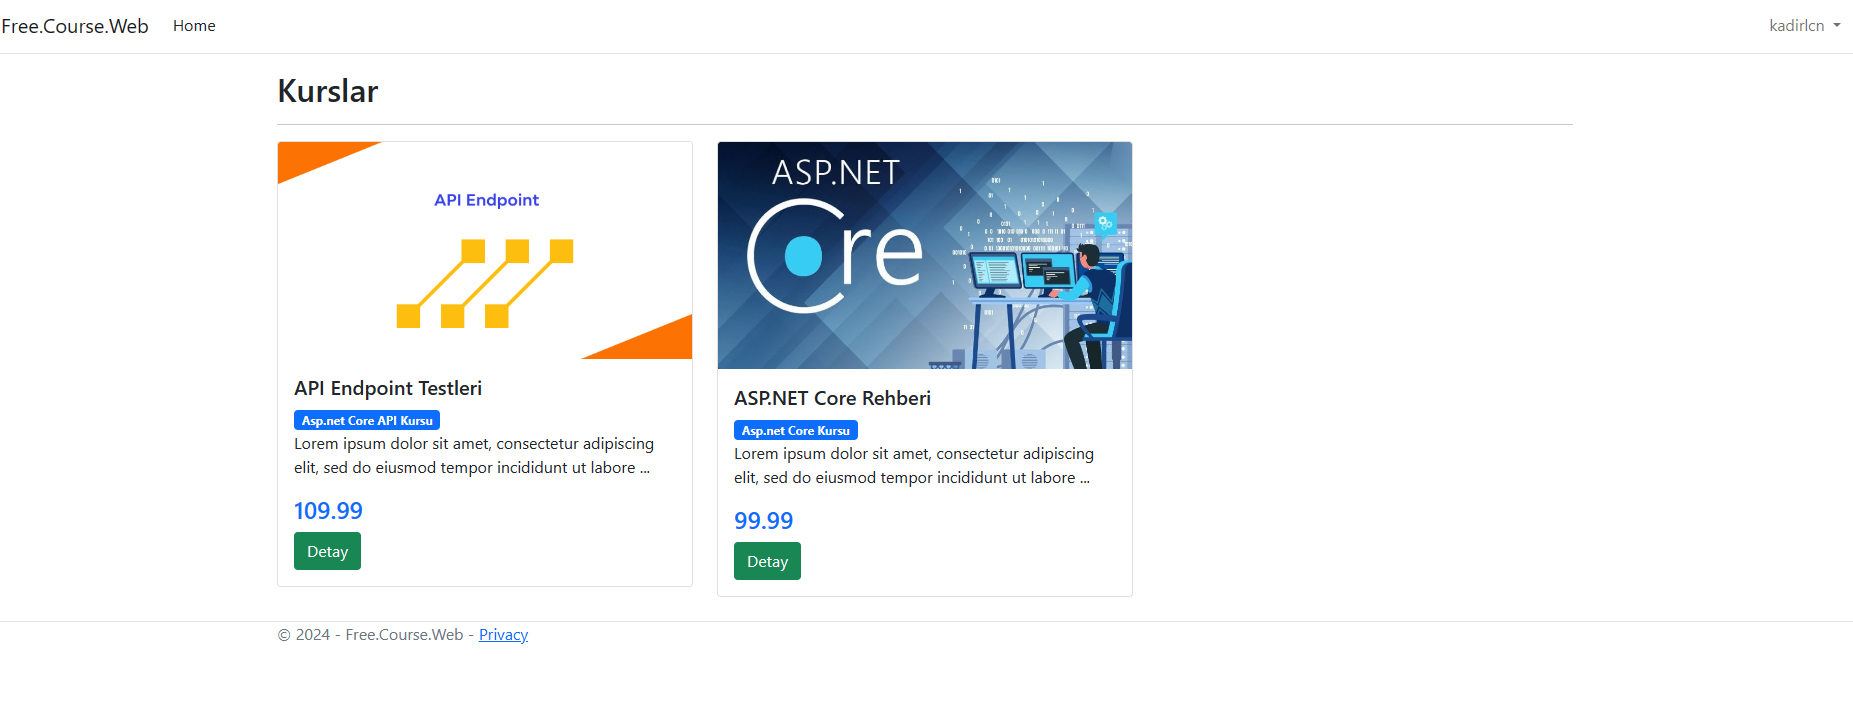 Free.Course.Web Home kadirlcn
Kurslar
API Endpoint
API Endpoint Testleri
Asp.net Core API Kursu
Lorem ipsum dolor sit amet, consectetur adipiscing
elit, sed do eiusmod tempor incididunt ut labore ...
109.99
Detay
ASP.NET
Core
ASP.NET Core Rehberi
Asp.net Core Kursu
Lorem ipsum dolor sit amet, consectetur adipiscing
elit, sed do eiusmod tempor incididunt ut labore ...
99.99
Detay
© 2024 - Free.Course.Web - Privacy